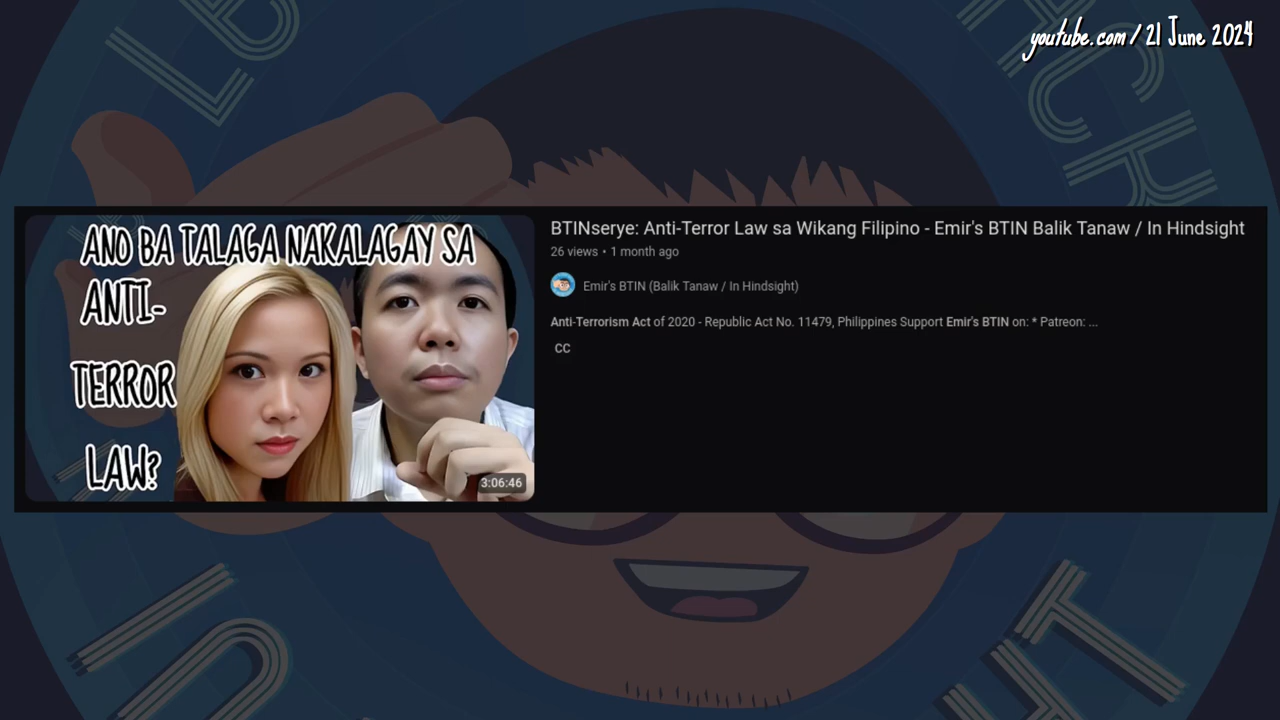 youtube.com / 21 June 2024
ANO BA TALAGA NAKALAGAY SA
ANTI-
TERROR
LAW?
3:06:46
BTINserye: Anti-Terror Law sa Wikang Filipino - Emir's BTIN Balik Tanaw / In Hindsight
26 views • 1 month ago
Emir's BTIN (Balik Tanaw / In Hindsight)
Anti-Terrorism Act of 2020 - Republic Act No. 11479, Philippines Support Emir's BTIN on: * Patreon: ...
CC